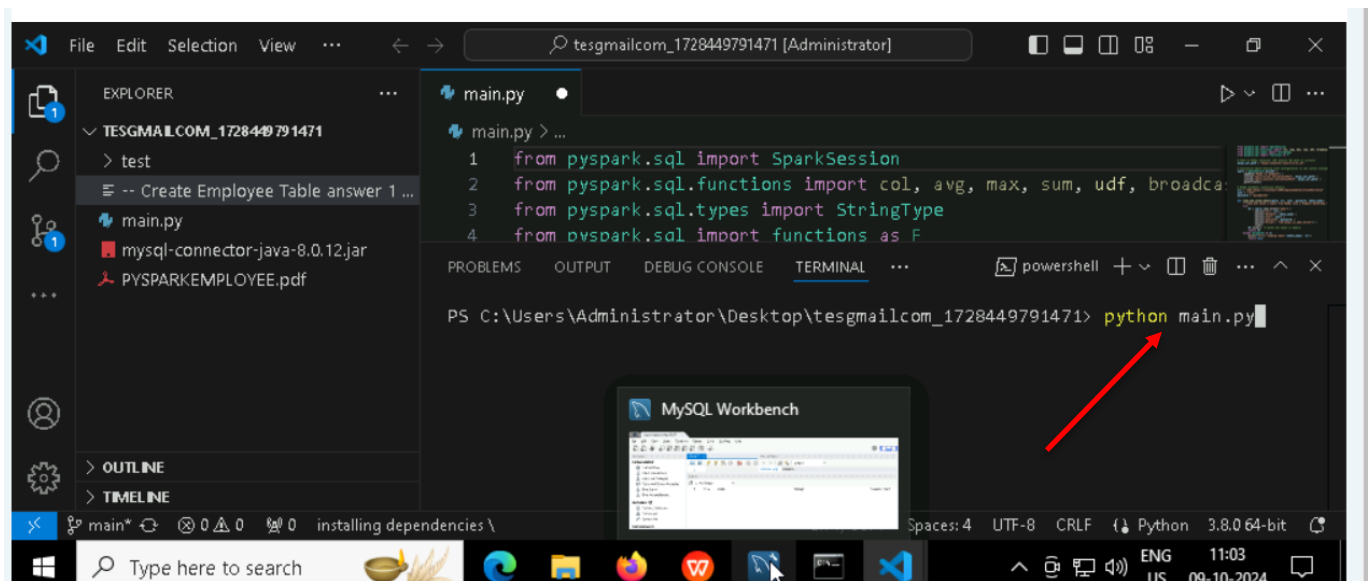 File Edit Selection View ··· tesgmailcom_1728449791471 [Administrator]
EXPLORER ···
TESGMAILCOM_1728449791471
test
-- Create Employee Table answer 1 ...
main.py
mysql-connector-java-8.0.12.jar
PYSPARKEMPLOYEE.pdf
OUTLINE
TIMELINE
main.py
main.py > ...
1 from pyspark.sql import SparkSession
2 from pyspark.sql.functions import col, avg, max, sum, udf, broadca
3 from pyspark.sql.types import StringType
4 from pyspark.sql import functions as F
PROBLEMS OUTPUT DEBUG CONSOLE TERMINAL ··· powershell
PS C:\Users\Administrator\Desktop\tesgmailcom_1728449791471> python main.py
MySQL Workbench
main* 0 0 0 installing dependencies \ Spaces: 4 UTF-8 CRLF Python 3.8.0 64-bit
Type here to search ENG 11:03
US 09-10-2024